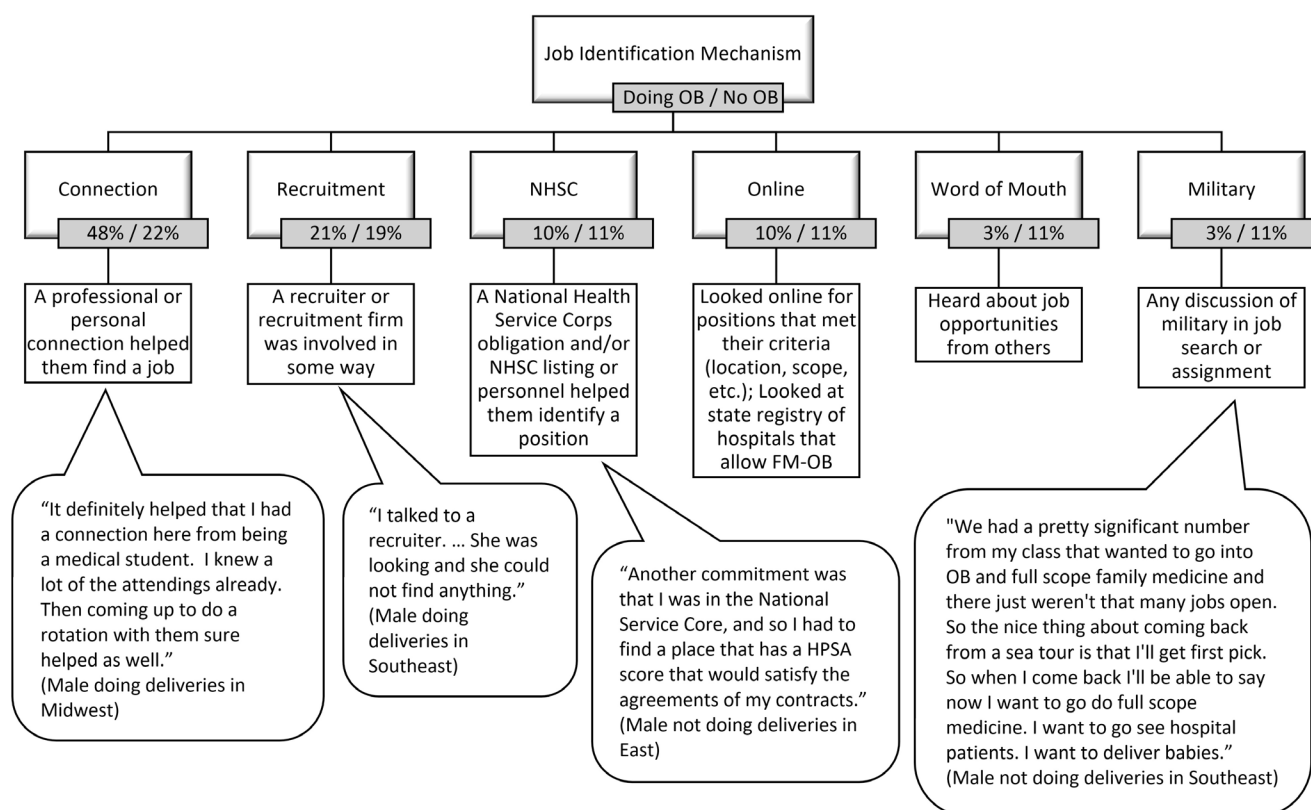 Job Identification Mechanism
Doing OB / No OB
Connection
48% / 22%
A professional or
personal
connection helped
them find a job
Recruitment
21% / 19%
A recruiter or
recruitment firm
was involved in
some way
NHSC
10% / 11%
A National Health
Service Corps
obligation and/or
NHSC listing or
personnel helped
them identify a
position
Online
10% / 11%
Looked online for
positions that met
their criteria
(location, scope,
etc.); Looked at
state registry of
hospitals that
allow FM-OB
Word of Mouth
3% / 11%
Heard about job
opportunities
from others
Military
3% / 11%
Any discussion of
military in job
search or
assignment
“It definitely helped that I had
a connection here from being
a medical student.  I knew a
lot of the attendings already.
Then coming up to do a
rotation with them sure
helped as well.”
(Male doing deliveries in
Midwest)
“I talked to a
recruiter. … She was
looking and she could
not find anything.”
(Male doing
deliveries in
Southeast)
“Another commitment was
that I was in the National
Service Core, and so I had to
find a place that has a HPSA
score that would satisfy the
agreements of my contracts.”
(Male not doing deliveries in
East)
"We had a pretty significant number
from my class that wanted to go into
OB and full scope family medicine and
there just weren't that many jobs open.
So the nice thing about coming back
from a sea tour is that I'll get first pick.
So when I come back I'll be able to say
now I want to go do full scope
medicine. I want to go see hospital
patients. I want to deliver babies.”
(Male not doing deliveries in Southeast)